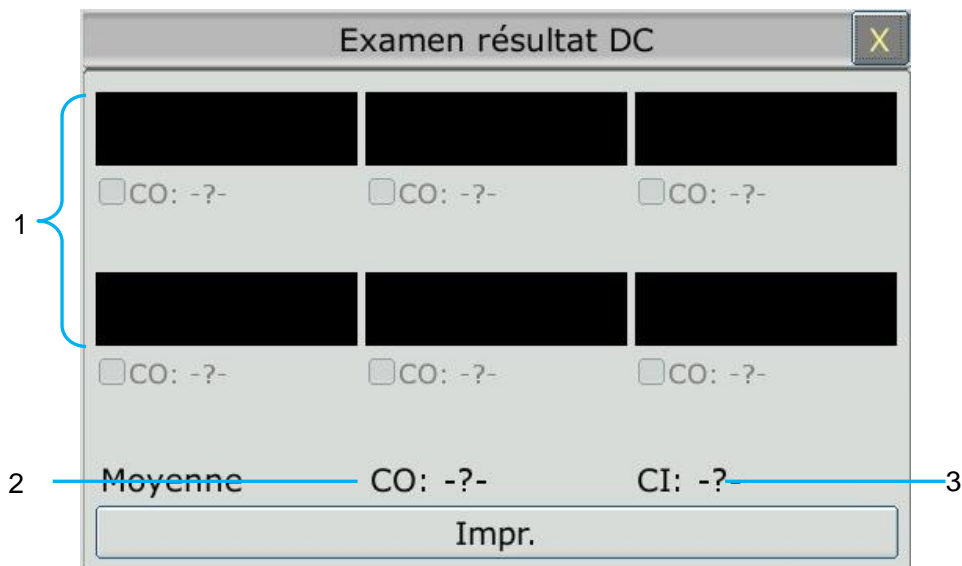 Examen résultat DC X
CO: -?- CO: -?- CO: -?-
1
CO: -?- CO: -?- CO: -?-
2 Moyenne CO: -?- CI: -?- 3
Impr.